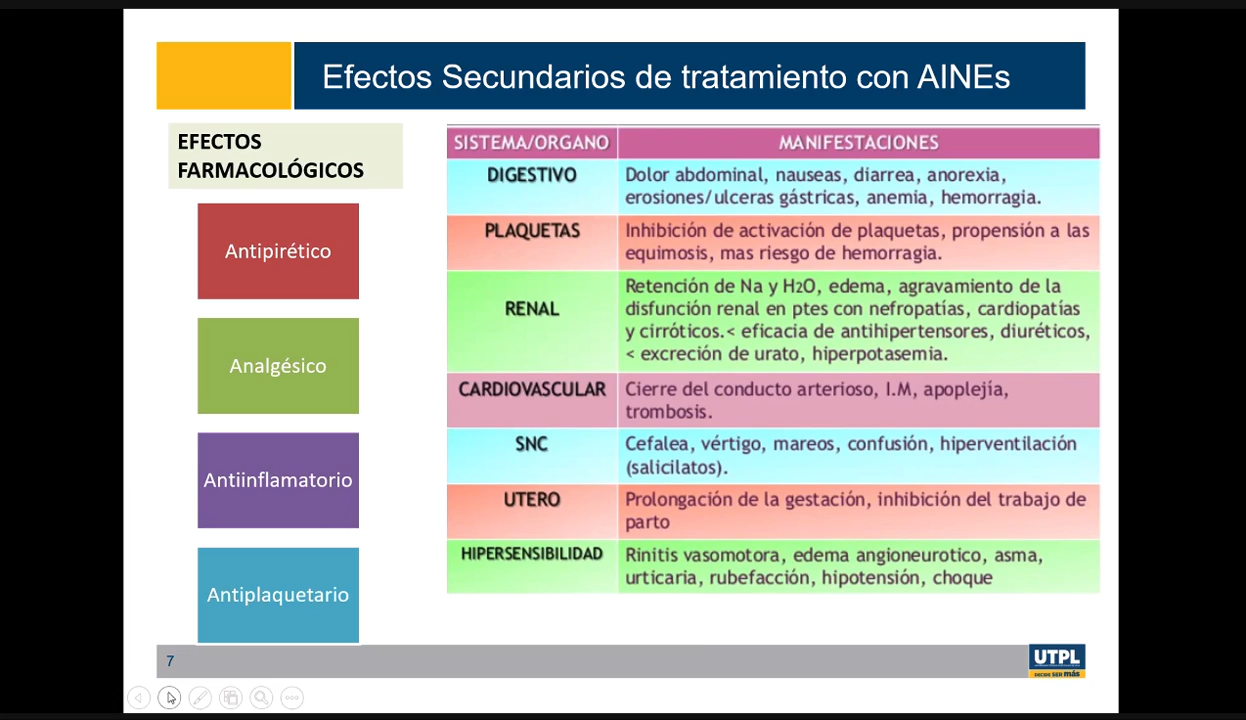 Efectos Secundarios de tratamiento con AINEs
EFECTOS
FARMACOLÓGICOS
Antipirético
Analgésico
Antiinflamatorio
Antiplaquetario
SISTEMA/ORGANO MANIFESTACIONES
DIGESTIVO Dolor abdominal, nauseas, diarrea, anorexia,
erosiones/ulceras gástricas, anemia, hemorragia.
PLAQUETAS Inhibición de activación de plaquetas, propensión a las
equimosis, mas riesgo de hemorragia.
RENAL Retención de Na y H2O, edema, agravamiento de la
disfunción renal en ptes con nefropatías, cardiopatías
y cirróticos.< eficacia de antihipertensores, diuréticos,
< excreción de urato, hiperpotasemia.
CARDIOVASCULAR Cierre del conducto arterioso, I.M, apoplejía,
trombosis.
SNC Cefalea, vértigo, mareos, confusión, hiperventilación
(salicilatos).
UTERO Prolongación de la gestación, inhibición del trabajo de
parto
HIPERSENSIBILIDAD Rinitis vasomotora, edema angioneurotico, asma,
urticaria, rubefacción, hipotensión, choque
7
UTPL
DECIDE SER más